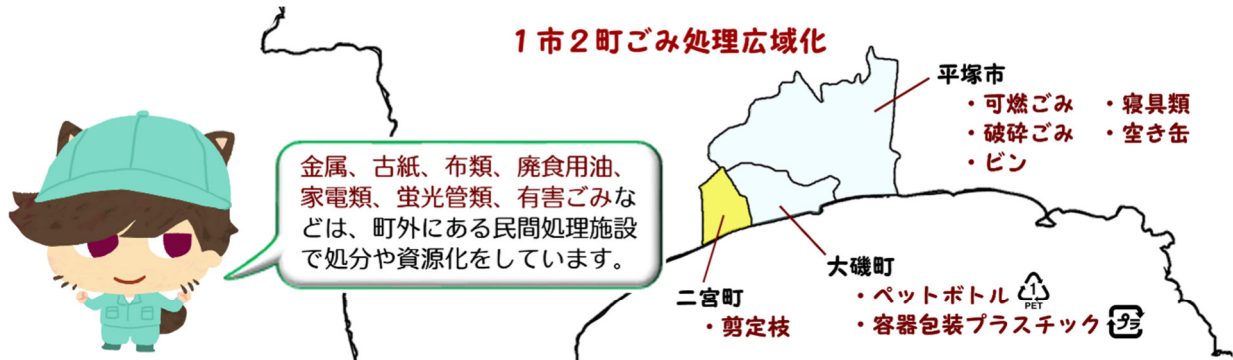 1市2町ごみ処理広域化
金属、古紙、布類、廃食用油、
家電類、蛍光管類、有害ごみな
どは、町外にある民間処理施設
で処分や資源化をしています。
平塚市
・可燃ごみ ・寝具類
・破砕ごみ ・空き缶
・ビン
大磯町
・ペットボトル 1 PET
・容器包装プラスチック プラ
二宮町
・剪定枝